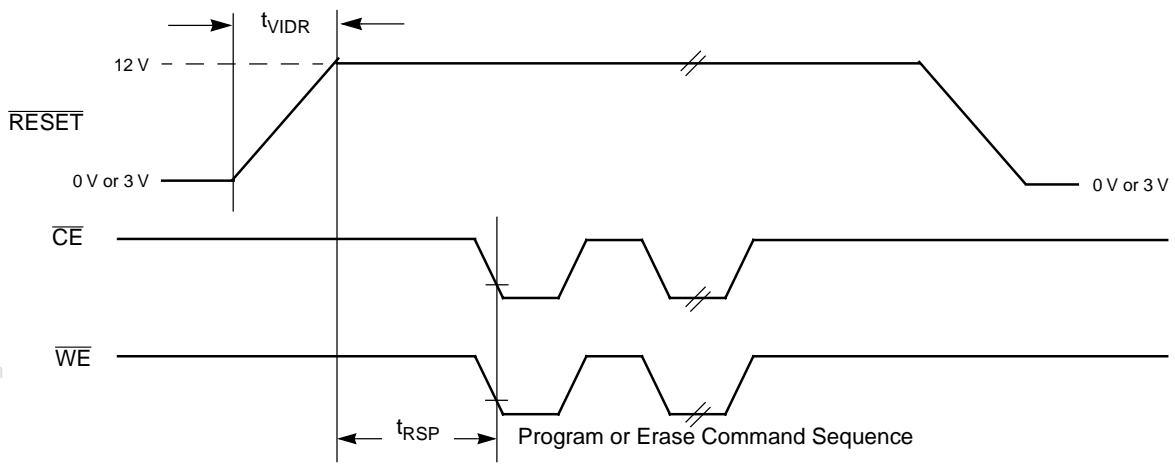 tVIDR
12 V
RESET
0 V or 3 V
0 V or 3 V
CE
WE
tRSP
Program or Erase Command Sequence